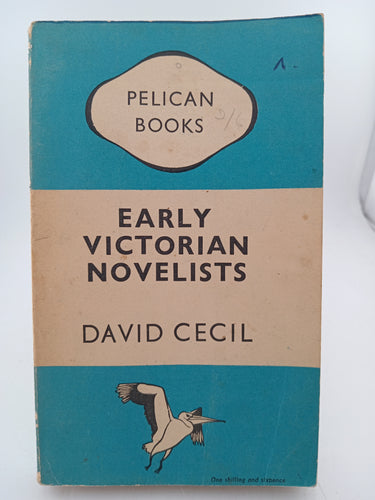 PELICAN
BOOKS
EARLY
VICTORIAN
NOVELISTS
DAVID CECIL
One shilling and sixpence